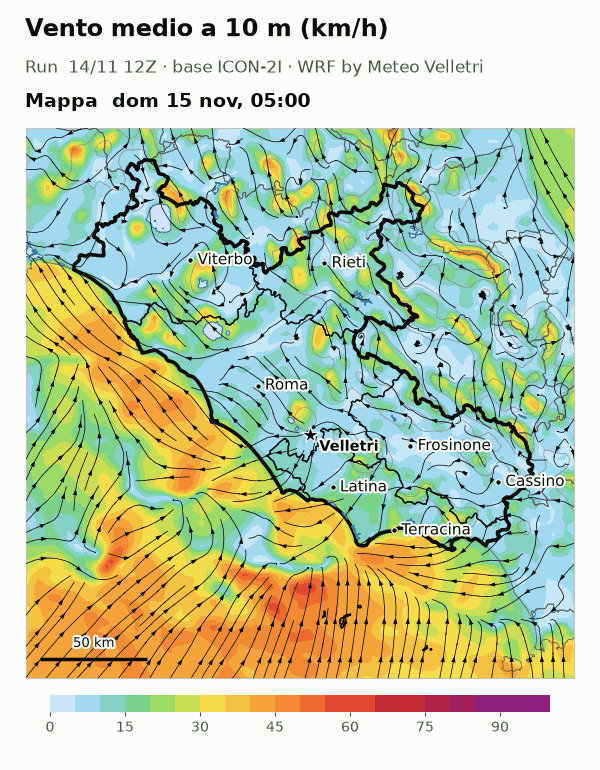 Vento medio a 10 m (km/h)
Run 14/11 12Z · base ICON-2I · WRF by Meteo Velletri
Mappa dom 15 nov, 05:00
Viterbo
Rieti
Roma
Velletri
Frosinone
Cassino
Latina
Terracina
50 km
0 15 30 45 60 75 90